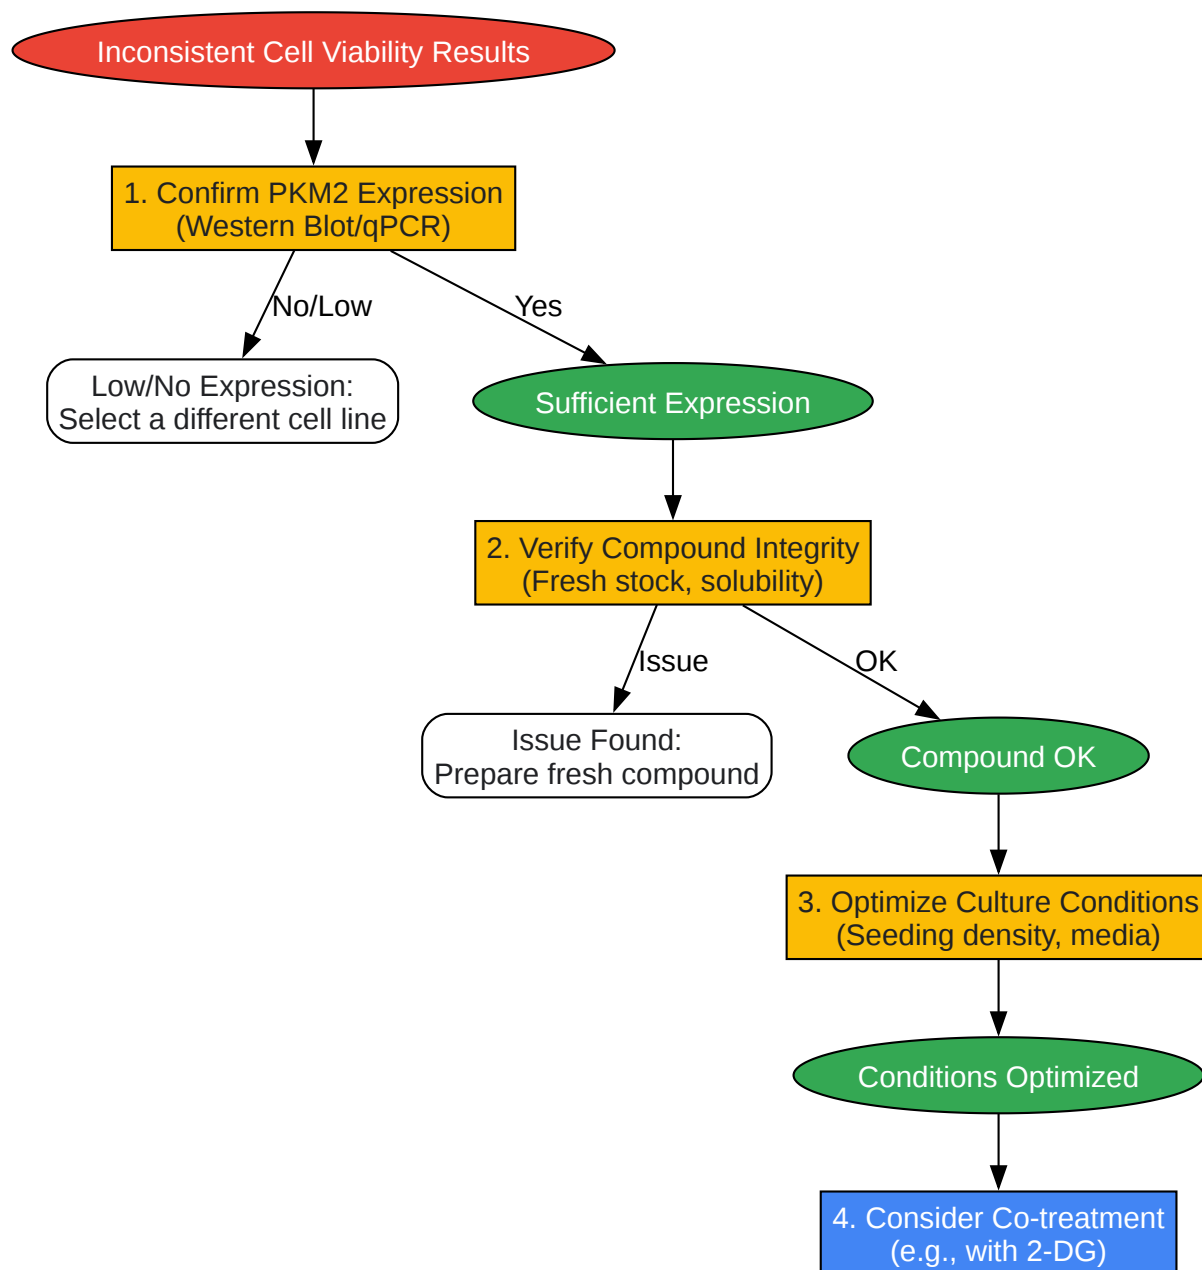 Inconsistent Cell Viability Results
1. Confirm PKM2 Expression
(Western Blot/qPCR)
No/Low
Yes
Low/No Expression:
Select a different cell line
Sufficient Expression
2. Verify Compound Integrity
(Fresh stock, solubility)
Issue
OK
Issue Found:
Prepare fresh compound
Compound OK
3. Optimize Culture Conditions
(Seeding density, media)
Conditions Optimized
4. Consider Co-treatment
(e.g., with 2-DG)